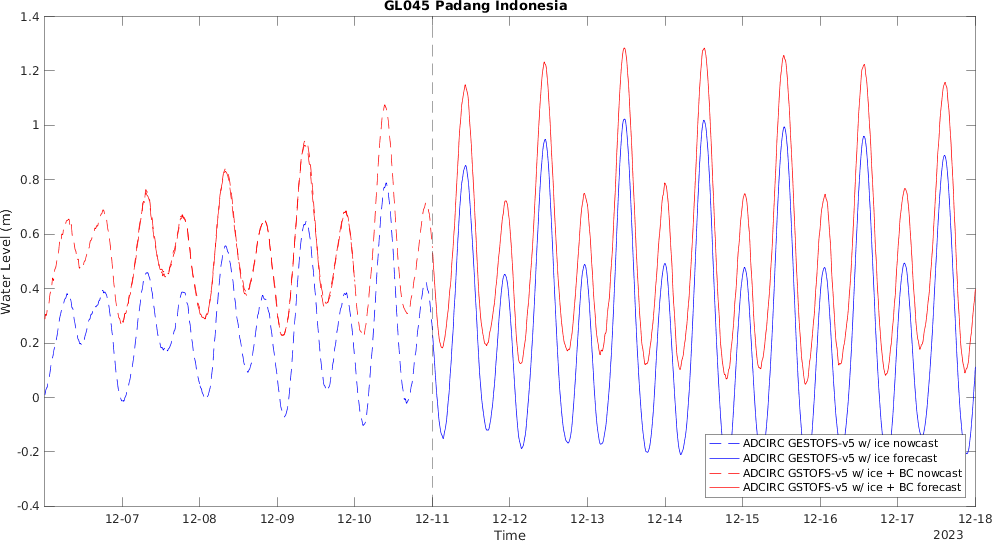 GL045 Padang Indonesia
1.4
1.2
1
0.8
0.6
0.4
0.2
0
-0.2
-0.4
Water Level (m)
ADCIRC GESTOFS-v5 w/ ice nowcast
ADCIRC GESTOFS-v5 w/ ice forecast
ADCIRC GSTOFS-v5 w/ ice + BC nowcast
ADCIRC GSTOFS-v5 w/ ice + BC forecast
12-07 12-08 12-09 12-10 12-11 12-12 12-13 12-14 12-15 12-16 12-17 12-18
Time
2023